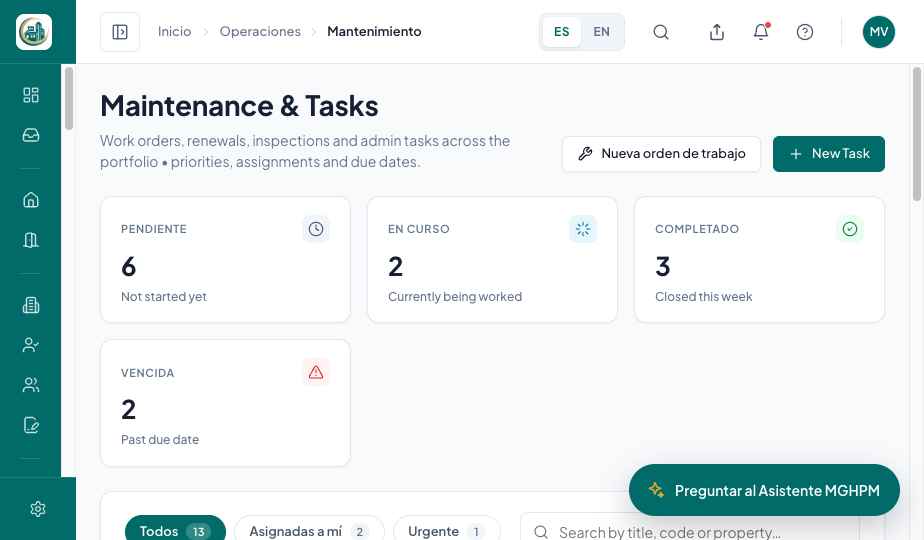 Inicio
Operaciones
Mantenimiento
ES
EN
MV
Maintenance & Tasks
Work orders, renewals, inspections and admin tasks across the
portfolio • priorities, assignments and due dates.
Nueva orden de trabajo
New Task
PENDIENTE
6
Not started yet
EN CURSO
2
Currently being worked
COMPLETADO
3
Closed this week
VENCIDA
2
Past due date
Preguntar al Asistente MGHPM
Todos 13
Asignadas a mí 2
Urgente 1
Search by title, code or property...